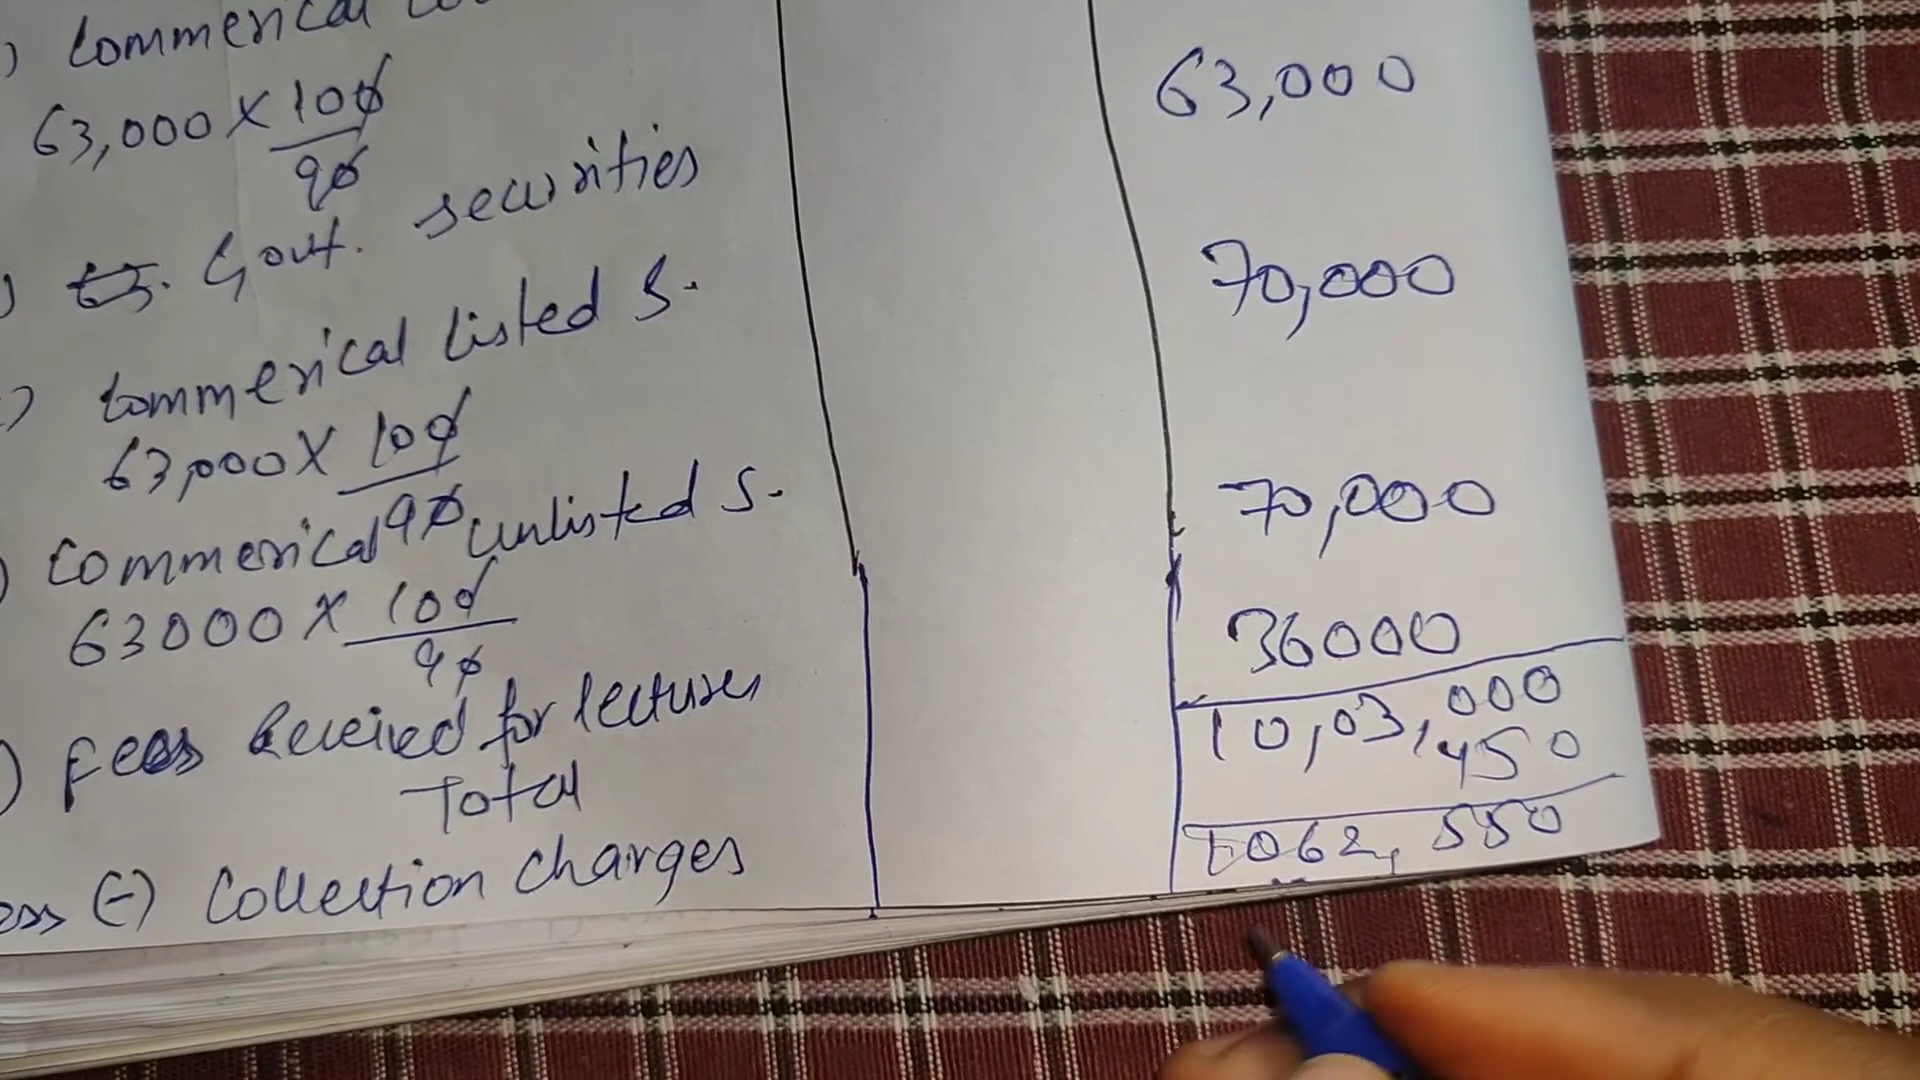 ) Commerical
63,000 × 100/90 63,000
) Govt. securities 70,000
) Commerical listed S.
63,000 × 100/90 70,000
) Commerical unlisted S.
63000 × 100/90 36000
) Fees Received for lectures
Total 10,03,000
(-) Collection charges 450
1062,550